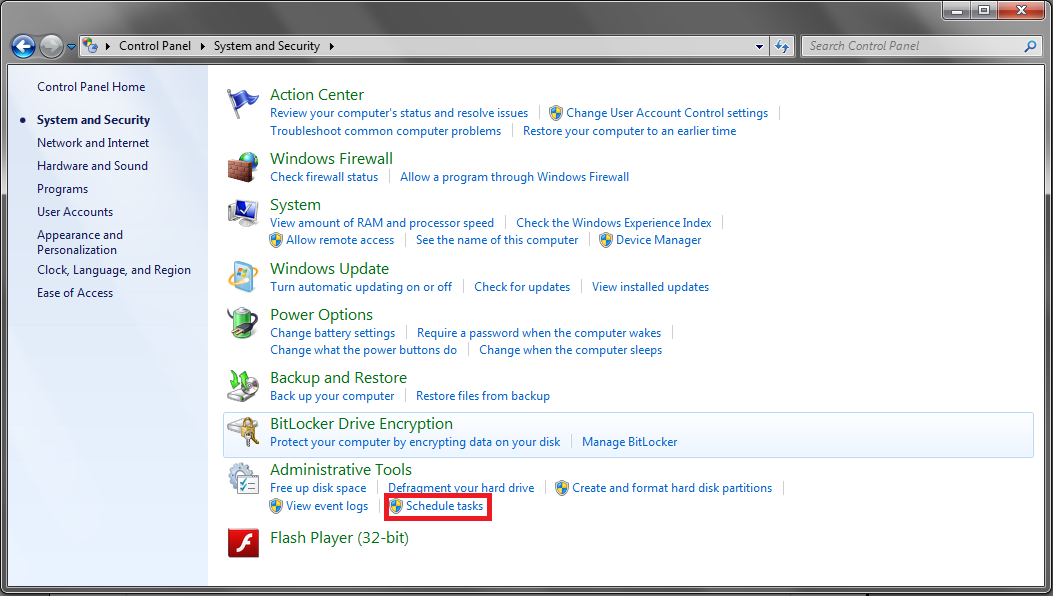 Control Panel System and Security
Search Control Panel
Control Panel Home
System and Security
Network and Internet
Hardware and Sound
Programs
User Accounts
Appearance and
Personalization
Clock, Language, and Region
Ease of Access
Action Center
Review your computer's status and resolve issues Change User Account Control settings
Troubleshoot common computer problems Restore your computer to an earlier time
Windows Firewall
Check firewall status Allow a program through Windows Firewall
System
View amount of RAM and processor speed Check the Windows Experience Index
Allow remote access See the name of this computer Device Manager
Windows Update
Turn automatic updating on or off Check for updates View installed updates
Power Options
Change battery settings Require a password when the computer wakes
Change what the power buttons do Change when the computer sleeps
Backup and Restore
Back up your computer Restore files from backup
BitLocker Drive Encryption
Protect your computer by encrypting data on your disk Manage BitLocker
Administrative Tools
Free up disk space Defragment your hard drive Create and format hard disk partitions
View event logs Schedule tasks
Flash Player (32-bit)